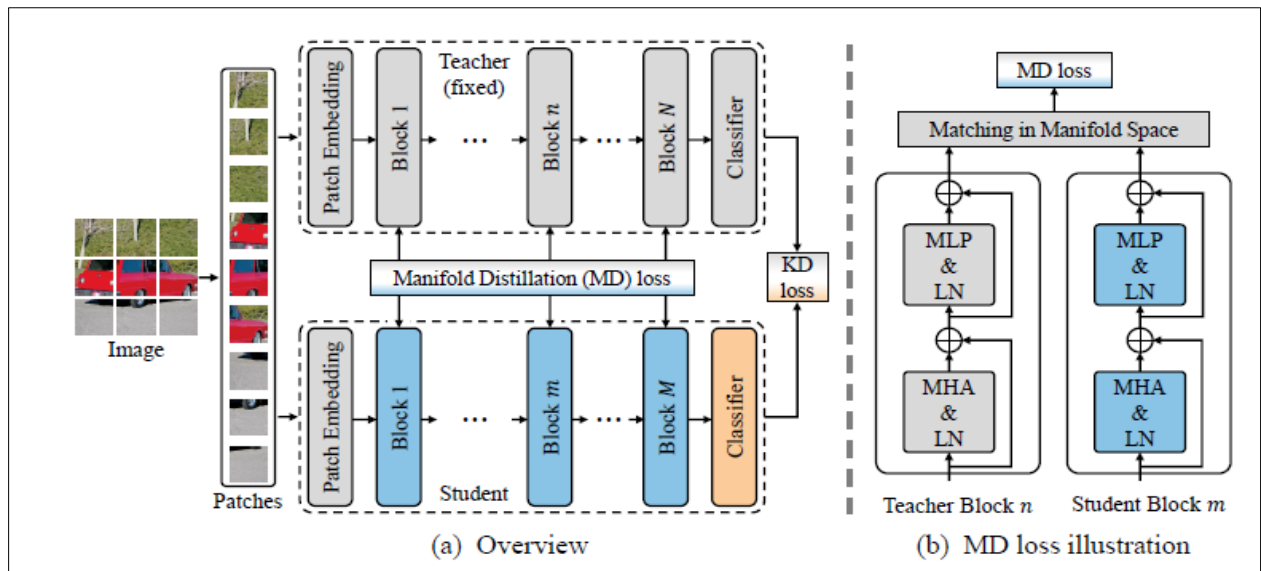 Teacher
(fixed)
Patch Embedding
Block 1
...
Block n
...
Block N
Classifier
Image
Patches
Manifold Distillation (MD) loss
KD
loss
Patch Embedding
Block 1
...
Block m
...
Block M
Classifier
Student
(a) Overview
MD loss
Matching in Manifold Space
MLP
&
LN
MHA
&
LN
Teacher Block n
MLP
&
LN
MHA
&
LN
Student Block m
(b) MD loss illustration